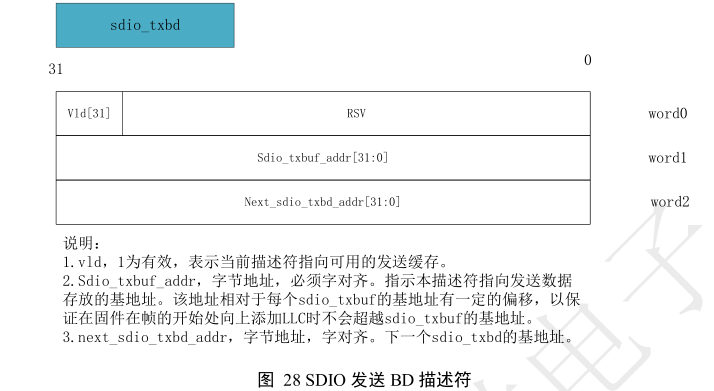 sdio_txbd
31
0
Vld[31]
RSV
word0
Sdio_txbuf_addr[31:0]
word1
Next_sdio_txbd_addr[31:0]
word2
说明：
1.vld，1为有效，表示当前描述符指向可用的发送缓存。
2.Sdio_txbuf_addr，字节地址，必须字对齐。指示本描述符指向发送数据
存放的基地址。该地址相对于每个sdio_txbuf的基地址有一定的偏移，以保
证在固件在帧的开始处向上添加LLC时不会超越sdio_txbuf的基地址。
3.next_sdio_txbd_addr，字节地址，字对齐。下一个sdio_txbd的基地址。
图 28 SDIO 发送 BD 描述符